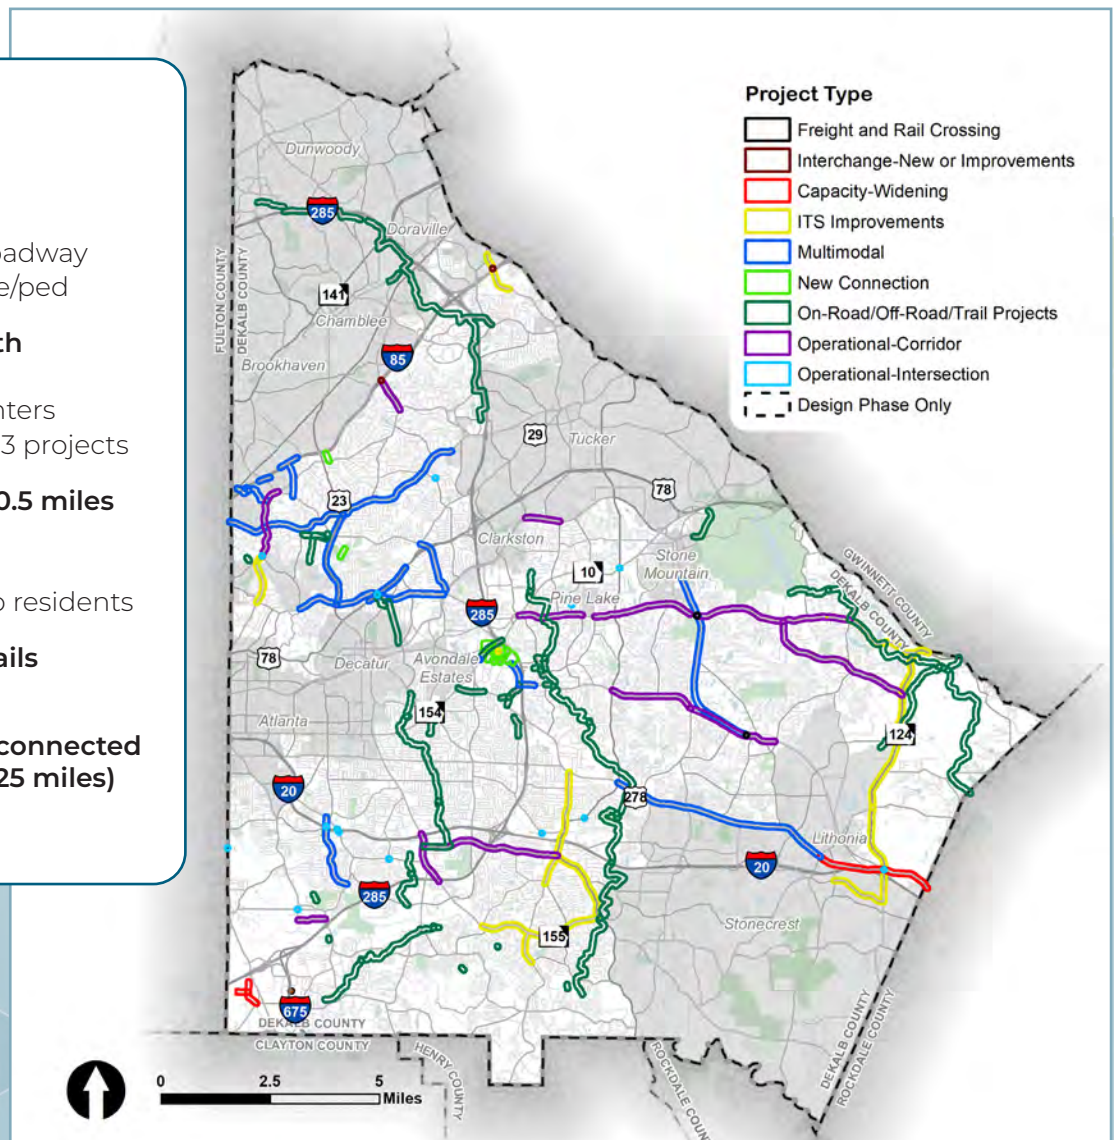 oadway
e/ped
th
nters
3 projects
0.5 miles
o residents
ails
connected
25 miles)
Project Type
Freight and Rail Crossing
Interchange-New or Improvements
Capacity-Widening
ITS Improvements
Multimodal
New Connection
On-Road/Off-Road/Trail Projects
Operational-Corridor
Operational-Intersection
Design Phase Only
Dunwoody
285
Doraville
FULTON COUNTY
DEKALB COUNTY
141
Chamblee
85
Brookhaven
29
Tucker
78
23
Clarkston
Stone
Mountain
10
Pine Lake
GWINNETT COUNTY
DEKALB COUNTY
285
78
Decatur
Avondale
Estates
154
Atlanta
124
20
278
Lithonia
20
285
Stonecrest
155
675
DEKALB COUNTY
CLAYTON COUNTY
HENRY COUNTY
ROCKDALE COUN
DEKALB COUNTY
ROCKDALE COUNTY
0 2.5 5
Miles